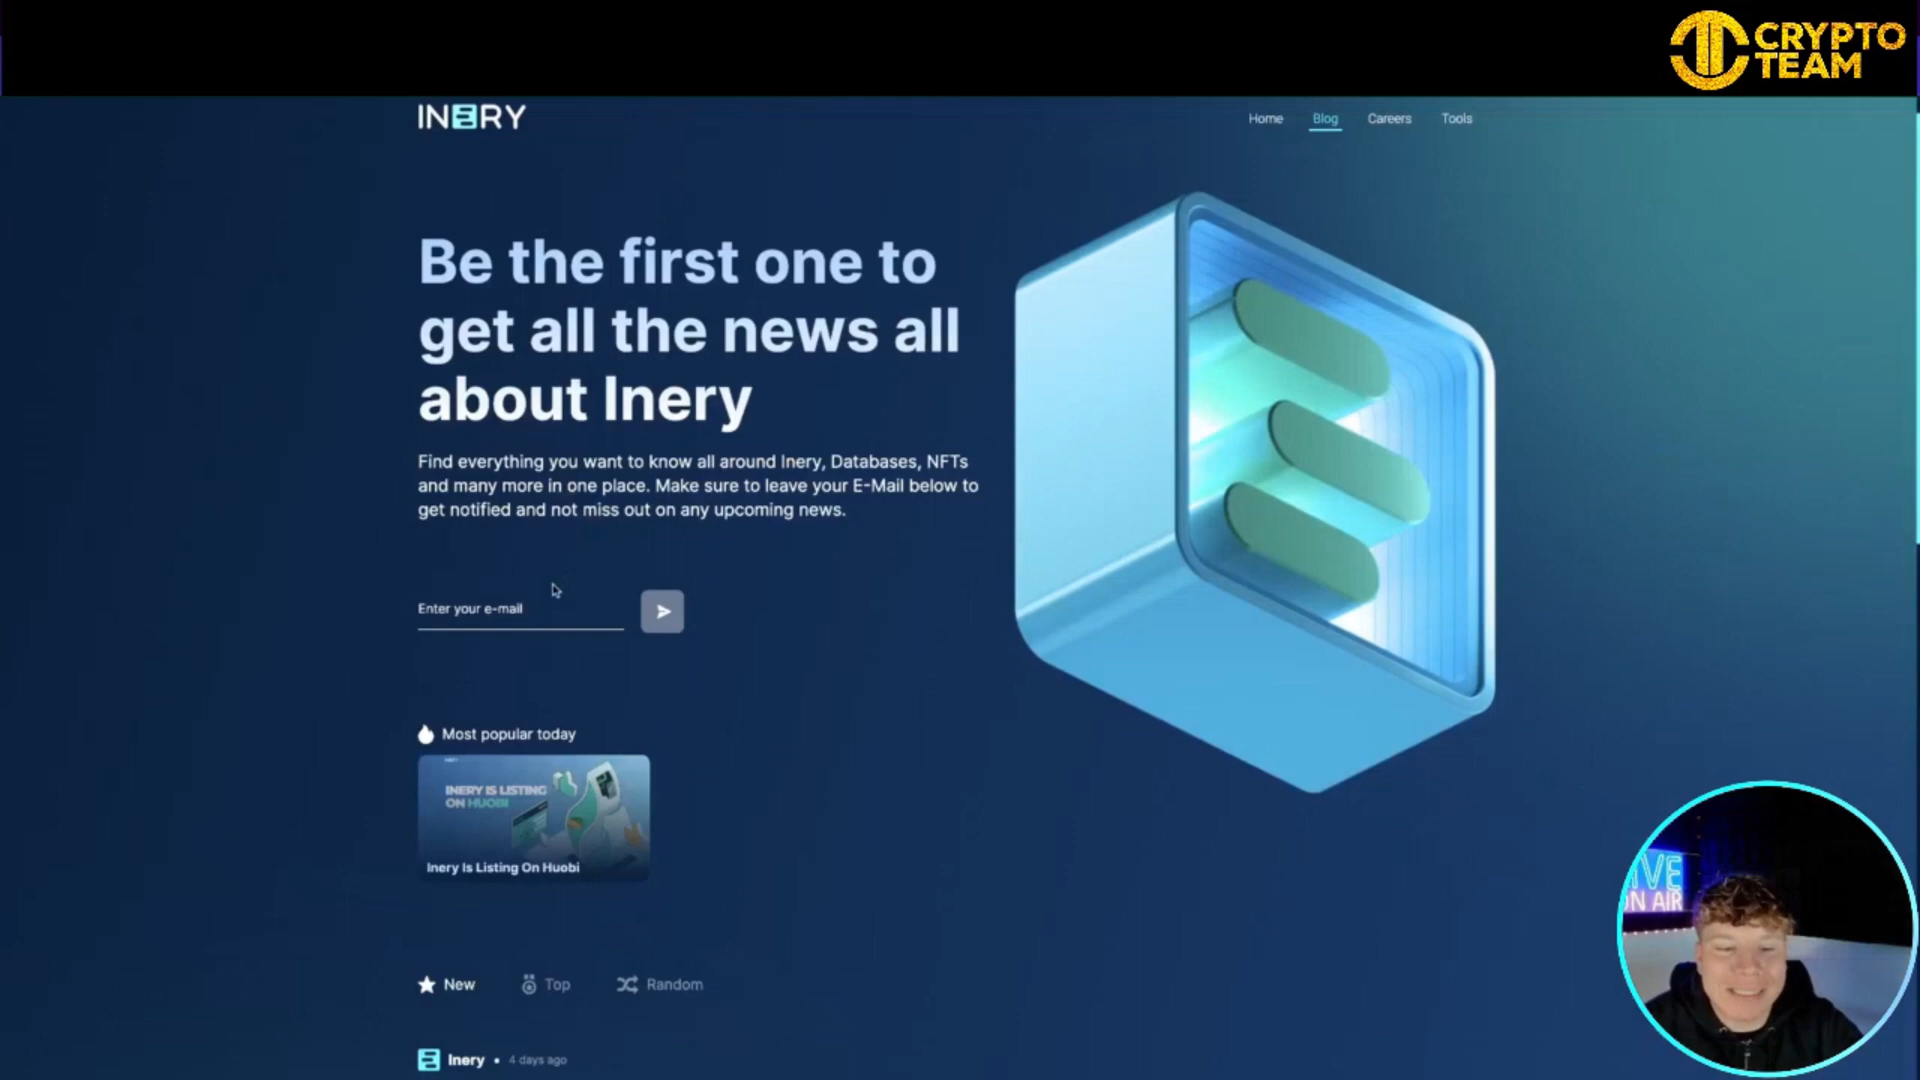 CRYPTO
TEAM
INERY
Home Blog Careers Tools
Be the first one to
get all the news all
about Inery
Find everything you want to know all around Inery, Databases, NFTs
and many more in one place. Make sure to leave your E-Mail below to
get notified and not miss out on any upcoming news.
Enter your e-mail
Most popular today
INERY IS LISTING
ON HUOBI
Inery Is Listing On Huobi
New Top Random
Inery • 4 days ago
ON AIR